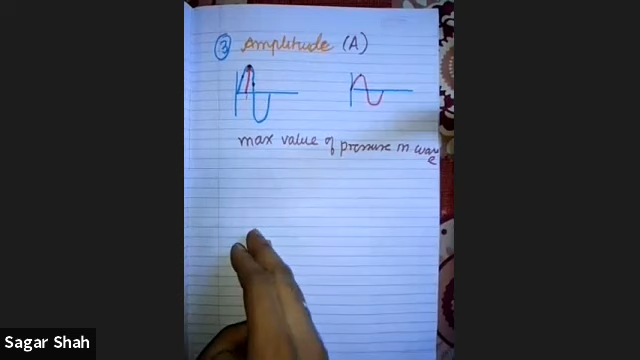 ③ Amplitude (A)
max value of pressure in wave
Sagar Shah